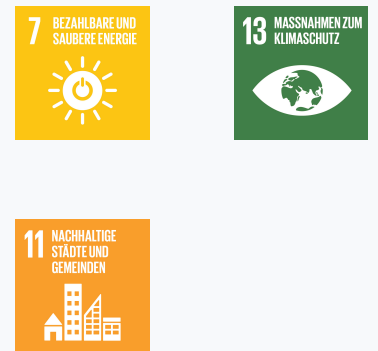 7 BEZAHLBARE UND
SAUBERE ENERGIE
13 MASSNAHMEN ZUM
KLIMASCHUTZ
11 NACHHALTIGE
STÄDTE UND
GEMEINDEN